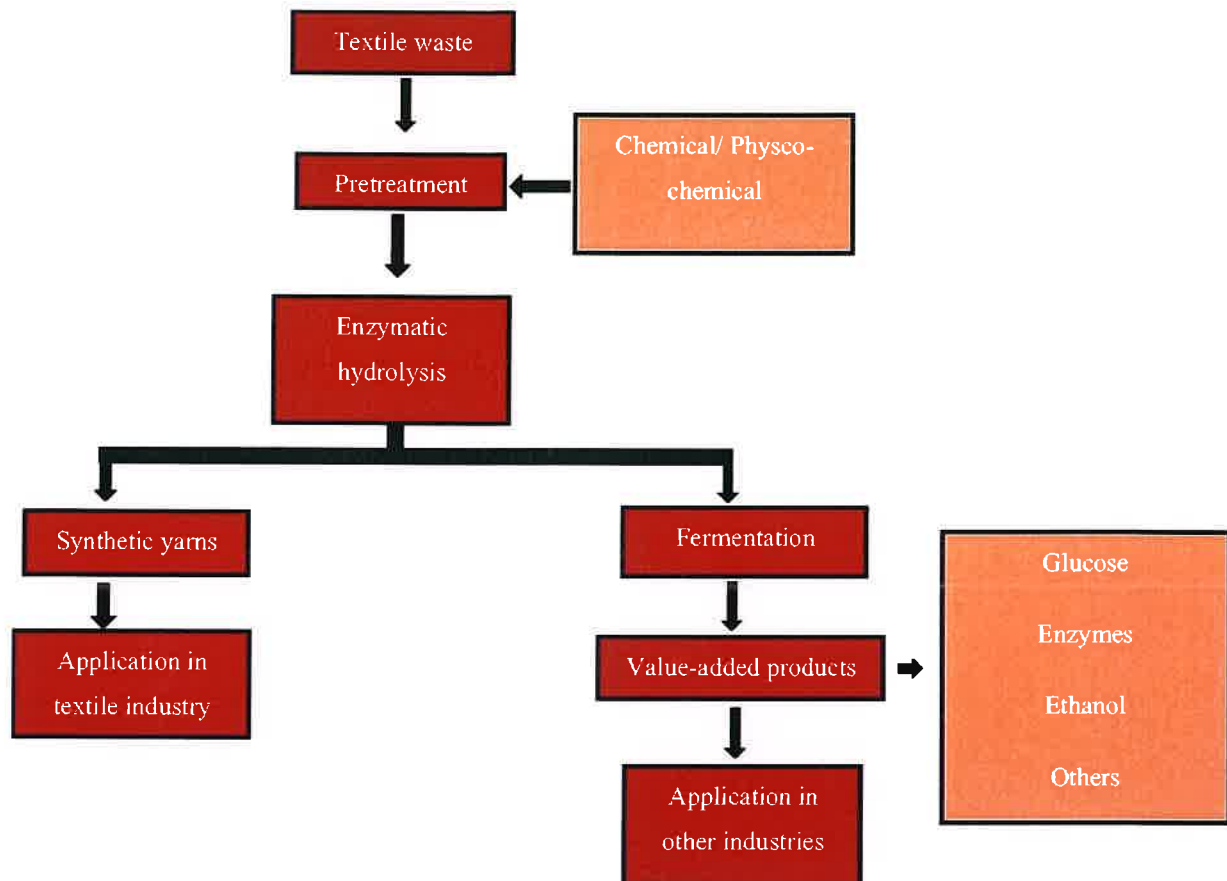 Textile waste
Chemical/ Physco-
chemical
Pretreatment
Enzymatic
hydrolysis
Synthetic yarns
Application in
textile industry
Fermentation
Value-added products
Application in
other industries
Glucose
Enzymes
Ethanol
Others